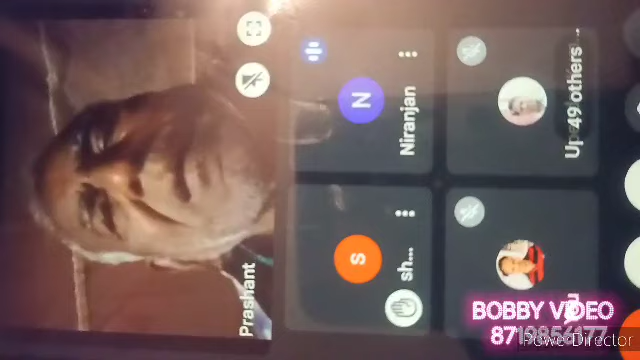 Prashant
N
Niranjan
49 others
S
sh...
BOBBY VIDEO
PowerDirector